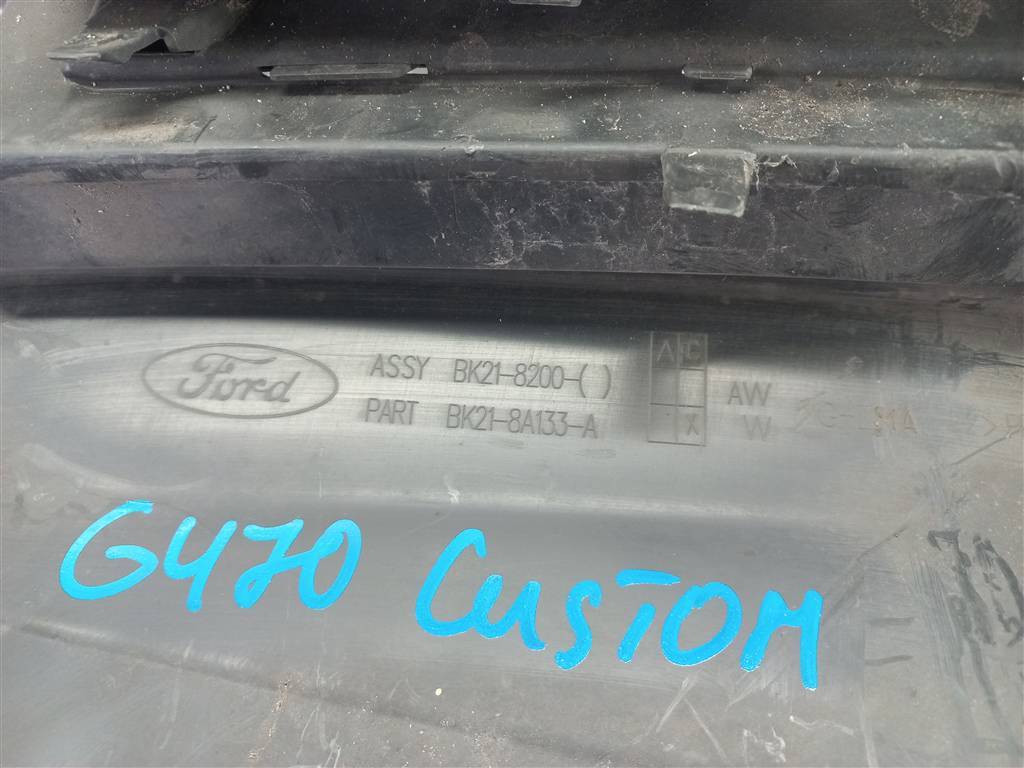 Ford
ASSY BK21-8200-( )
PART BK21-8A133-A
A C
X
AW
W
G470 CUSTOM